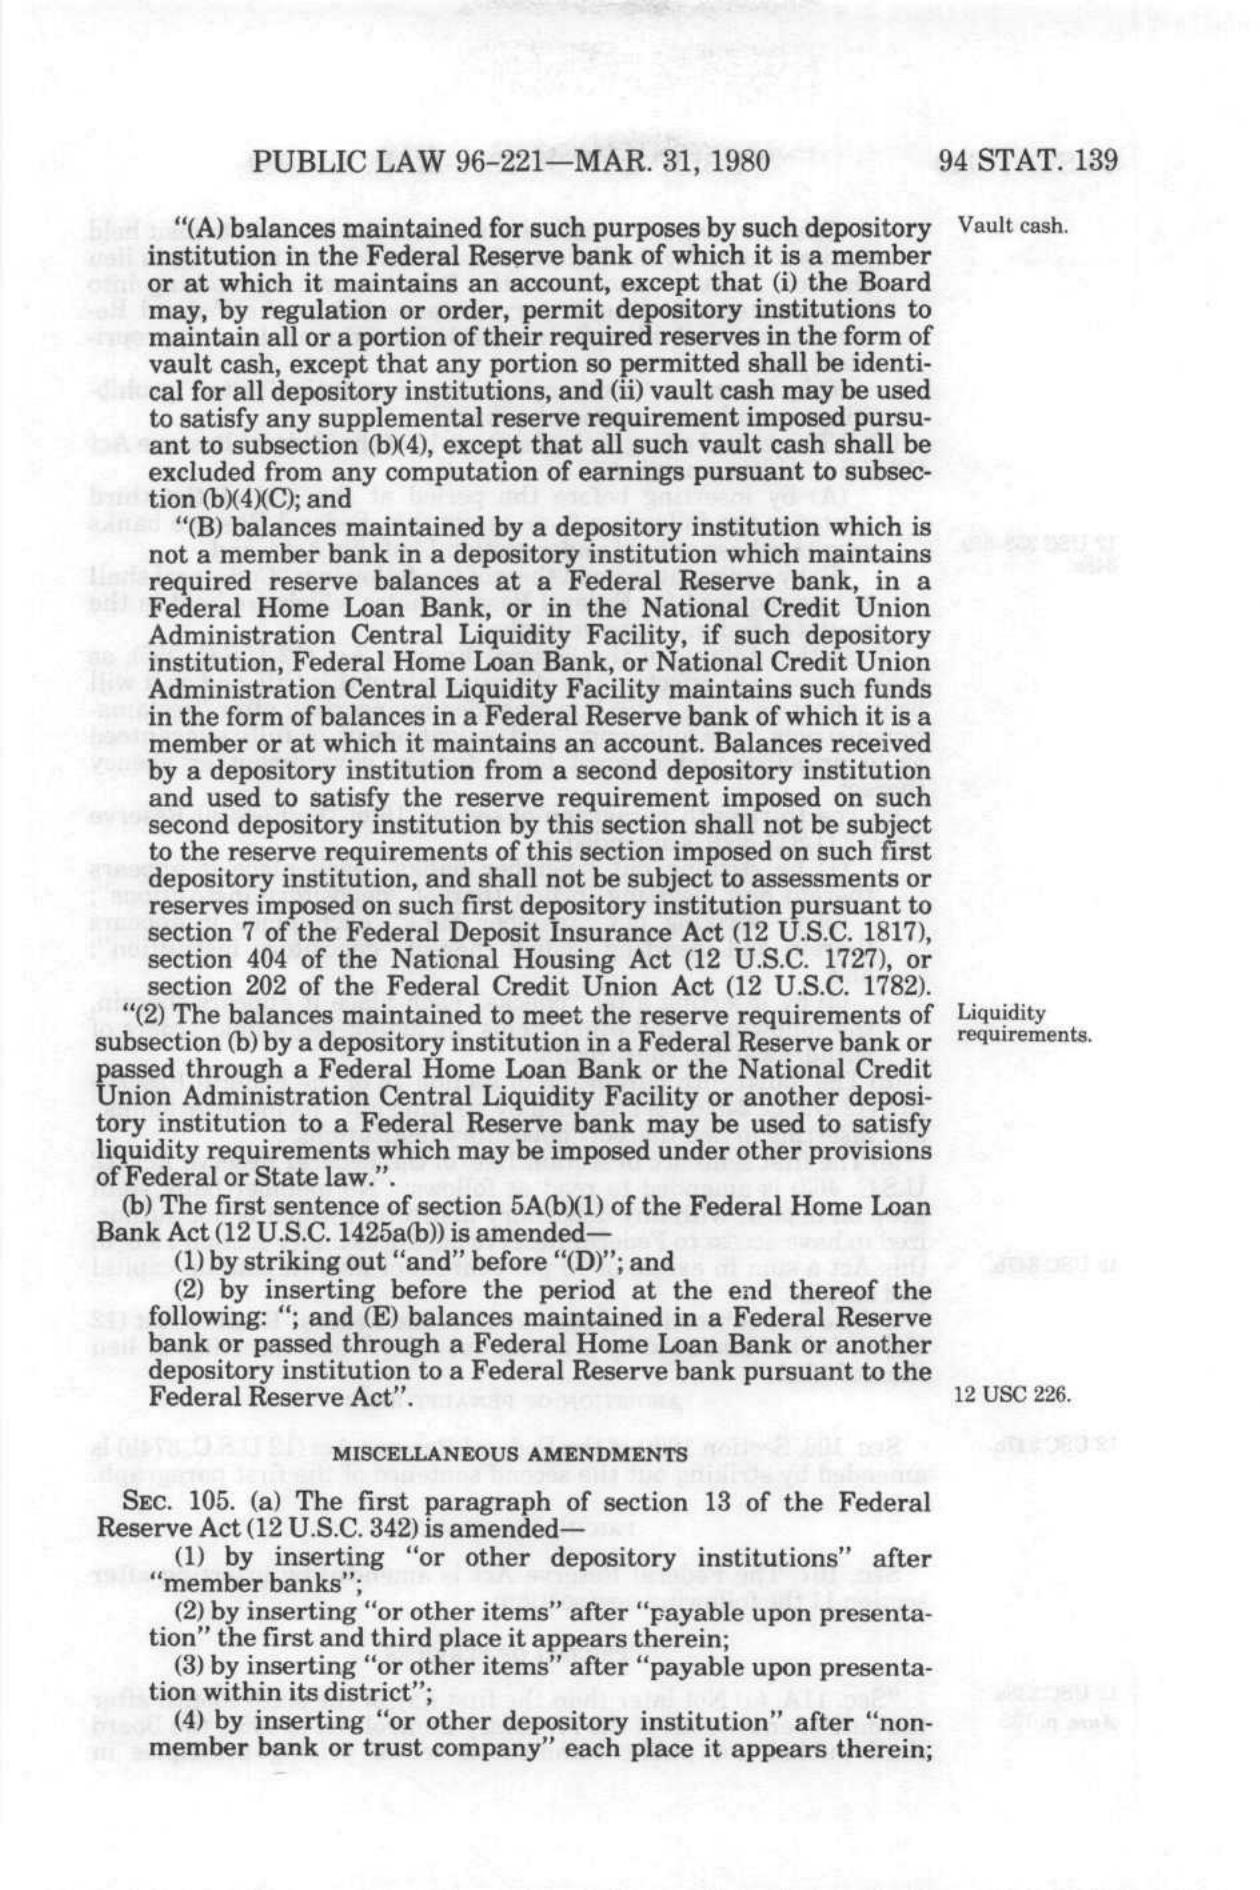 PUBLIC LAW 96-221—MAR. 31, 1980 94 STAT. 139
"(A) balances maintained for such purposes by such depository
institution in the Federal Reserve bank of which it is a member
or at which it maintains an account, except that (i) the Board
may, by regulation or order, permit depository institutions to
maintain all or a portion of their required reserves in the form of
vault cash, except that any portion so permitted shall be identi-
cal for all depository institutions, and (ii) vault cash may be used
to satisfy any supplemental reserve requirement imposed pursu-
ant to subsection (b)(4), except that all such vault cash shall be
excluded from any computation of earnings pursuant to subsec-
tion (b)(4)(C); and
Vault cash.
"(B) balances maintained by a depository institution which is
not a member bank in a depository institution which maintains
required reserve balances at a Federal Reserve bank, in a
Federal Home Loan Bank, or in the National Credit Union
Administration Central Liquidity Facility, if such depository
institution, Federal Home Loan Bank, or National Credit Union
Administration Central Liquidity Facility maintains such funds
in the form of balances in a Federal Reserve bank of which it is a
member or at which it maintains an account. Balances received
by a depository institution from a second depository institution
and used to satisfy the reserve requirement imposed on such
second depository institution by this section shall not be subject
to the reserve requirements of this section imposed on such first
depository institution, and shall not be subject to assessments or
reserves imposed on such first depository institution pursuant to
section 7 of the Federal Deposit Insurance Act (12 U.S.C. 1817),
section 404 of the National Housing Act (12 U.S.C. 1727), or
section 202 of the Federal Credit Union Act (12 U.S.C. 1782).
"(2) The balances maintained to meet the reserve requirements of
subsection (b) by a depository institution in a Federal Reserve bank or
passed through a Federal Home Loan Bank or the National Credit
Union Administration Central Liquidity Facility or another deposi-
tory institution to a Federal Reserve bank may be used to satisfy
liquidity requirements which may be imposed under other provisions
of Federal or State law.".
Liquidity
requirements.
(b) The first sentence of section 5A(b)(1) of the Federal Home Loan
Bank Act (12 U.S.C. 1425a(b)) is amended—
(1) by striking out "and" before "(D)"; and
(2) by inserting before the period at the end thereof the
following: "; and (E) balances maintained in a Federal Reserve
bank or passed through a Federal Home Loan Bank or another
depository institution to a Federal Reserve bank pursuant to the
Federal Reserve Act".
12 USC 226.
MISCELLANEOUS AMENDMENTS
SEC. 105. (a) The first paragraph of section 13 of the Federal
Reserve Act (12 U.S.C. 342) is amended—
(1) by inserting "or other depository institutions" after
"member banks";
(2) by inserting "or other items" after "payable upon presenta-
tion" the first and third place it appears therein;
(3) by inserting "or other items" after "payable upon presenta-
tion within its district";
(4) by inserting "or other depository institution" after "non-
member bank or trust company" each place it appears therein;